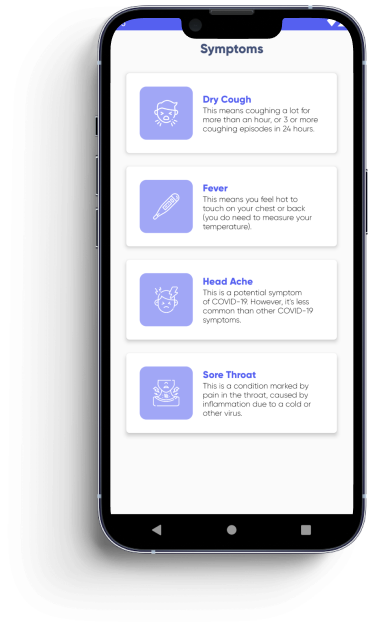 Symptoms
Dry Cough
This means coughing a lot for
more than an hour, or 3 or more
coughing episodes in 24 hours.
Fever
This means you feel hot to
touch on your chest or back
(you do need to measure your
temperature).
Head Ache
This is a potential symptom
of COVID-19. However, it's less
common than other COVID-19
symptoms.
Sore Throat
This is a condition marked by
pain in the throat, caused by
inflammation due to a cold or
other virus.